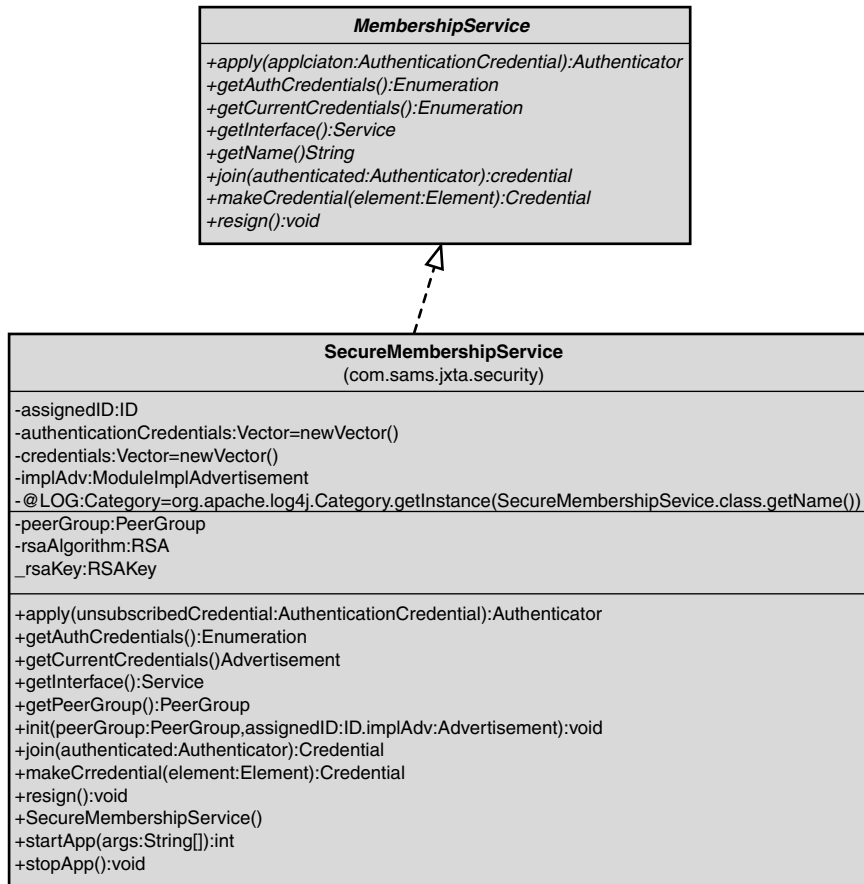 MembershipService
+apply(applciaton:AuthenticationCredential):Authenticator
+getAuthCredentials():Enumeration
+getCurrentCredentials():Enumeration
+getInterface():Service
+getName()String
+join(authenticated:Authenticator):credential
+makeCredential(element:Element):Credential
+resign():void
SecureMembershipService
(com.sams.jxta.security)
-assignedID:ID
-authenticationCredentials:Vector=newVector()
-credentials:Vector=newVector()
-implAdv:ModuleImplAdvertisement
-@LOG:Category=org.apache.log4j.Category.getInstance(SecureMembershipSevice.class.getName())
-peerGroup:PeerGroup
-rsaAlgorithm:RSA
_rsaKey:RSAKey
+apply(unsubscribedCredential:AuthenticationCredential):Authenticator
+getAuthCredentials():Enumeration
+getCurrentCredentials()Advertisement
+getInterface():Service
+getPeerGroup():PeerGroup
+init(peerGroup:PeerGroup,assignedID:ID.implAdv:Advertisement):void
+join(authenticated:Authenticator):Credential
+makeCrredential(element:Element):Credential
+resign():void
+SecureMembershipService()
+startApp(args:String[]):int
+stopApp():void